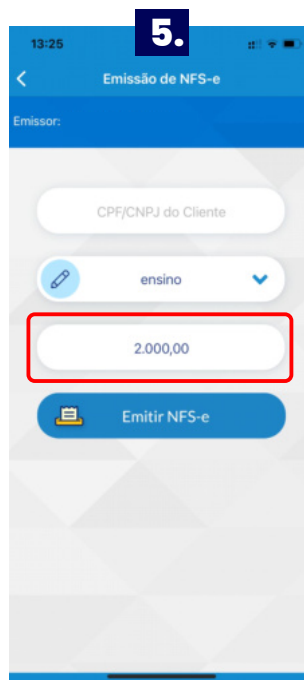 5.
13:25
Emissão de NFS-e
Emissor:
CPF/CNPJ do Cliente
ensino
2.000,00
Emitir NFS-e